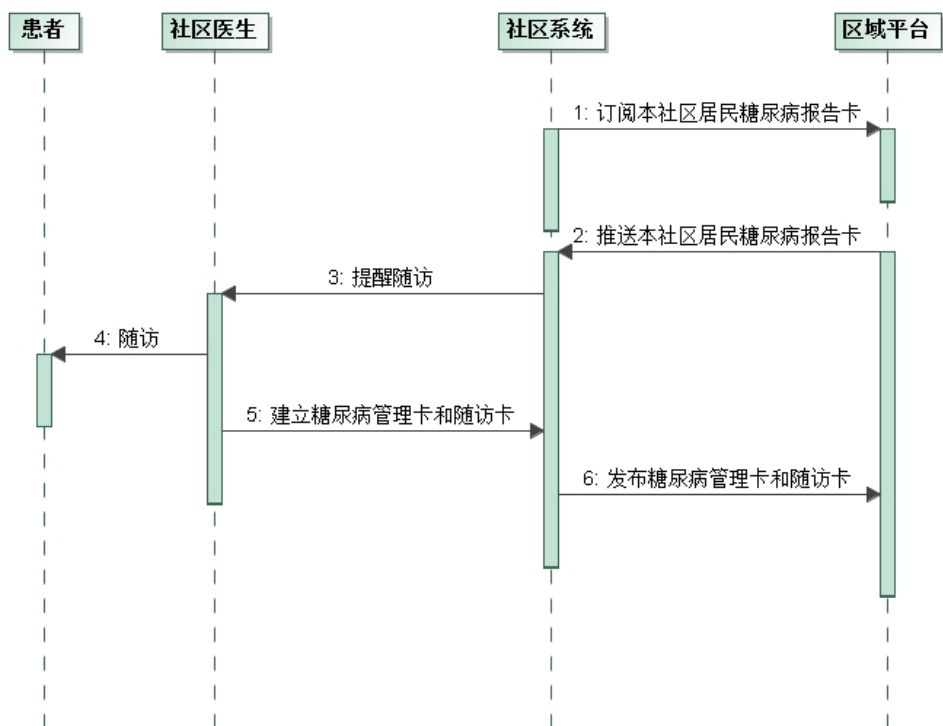 患者
社区医生
社区系统
区域平台
1: 订阅本社区居民糖尿病报告卡
2: 推送本社区居民糖尿病报告卡
3: 提醒随访
4: 随访
5: 建立糖尿病管理卡和随访卡
6: 发布糖尿病管理卡和随访卡